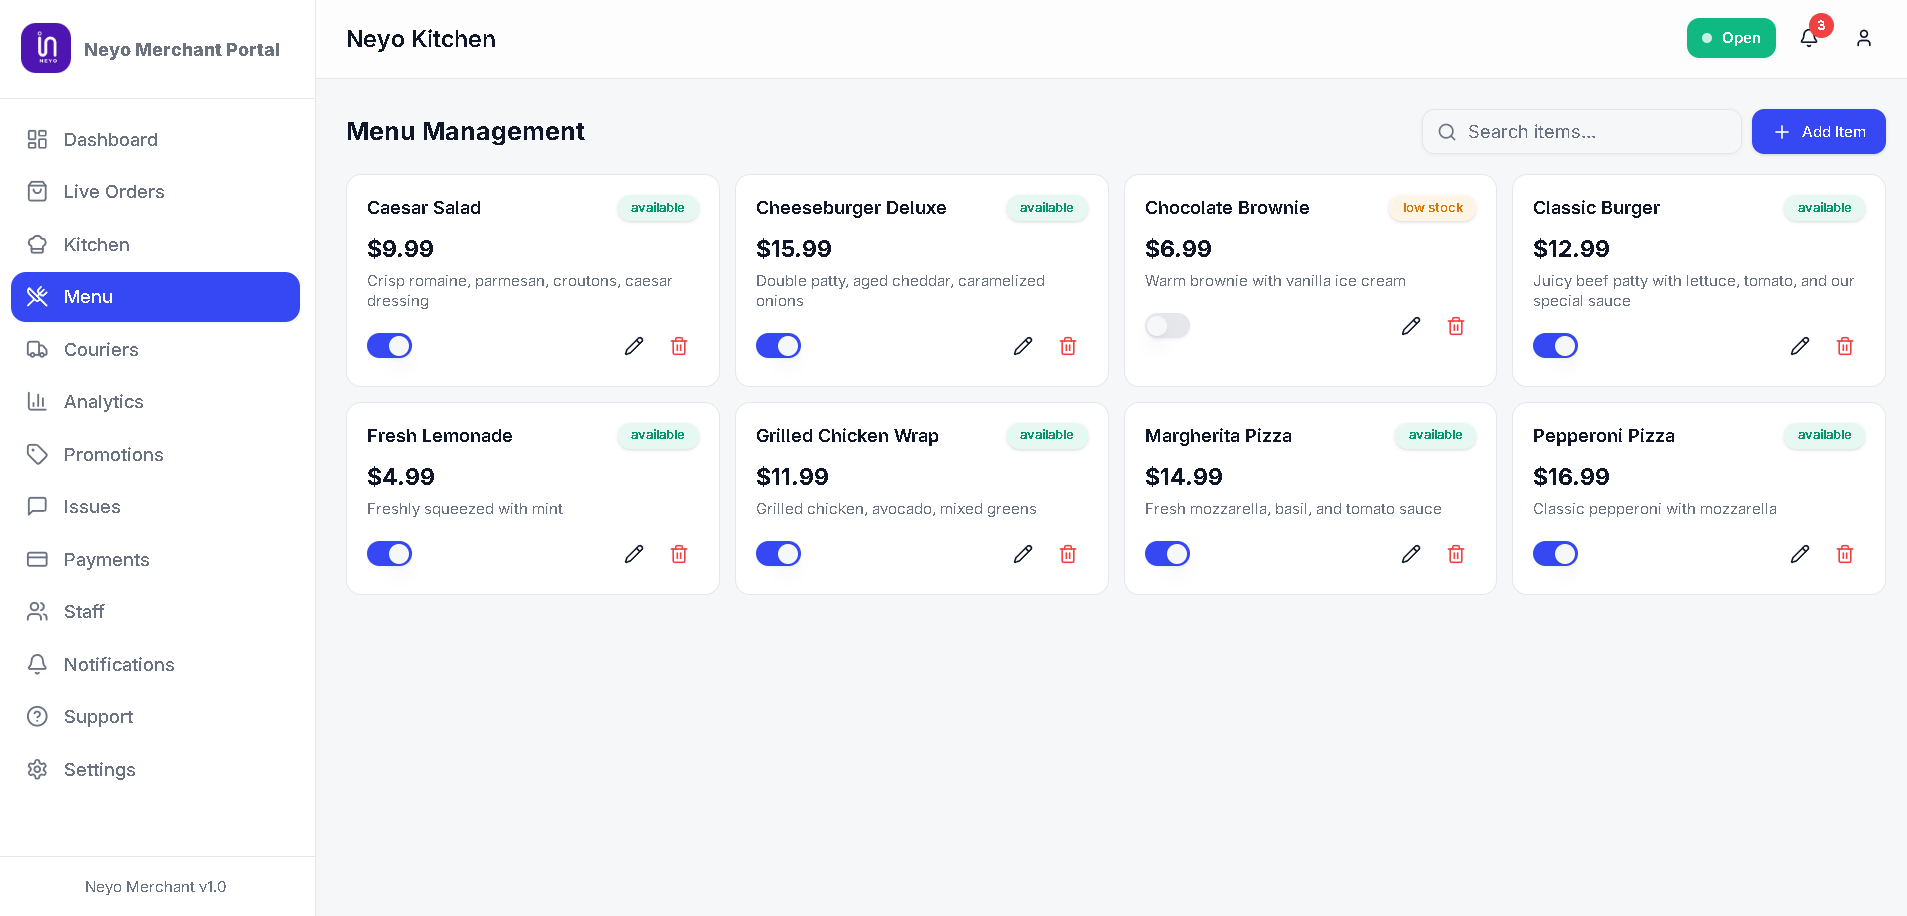 in
NEYO
Neyo Merchant Portal
Dashboard
Live Orders
Kitchen
Menu
Couriers
Analytics
Promotions
Issues
Payments
Staff
Notifications
Support
Settings
Neyo Merchant v1.0
Neyo Kitchen
Open
3
Menu Management
Search items...
Add Item
Caesar Salad
available
$9.99
Crisp romaine, parmesan, croutons, caesar
dressing
Cheeseburger Deluxe
available
$15.99
Double patty, aged cheddar, caramelized
onions
Chocolate Brownie
low stock
$6.99
Warm brownie with vanilla ice cream
Classic Burger
available
$12.99
Juicy beef patty with lettuce, tomato, and our
special sauce
Fresh Lemonade
available
$4.99
Freshly squeezed with mint
Grilled Chicken Wrap
available
$11.99
Grilled chicken, avocado, mixed greens
Margherita Pizza
available
$14.99
Fresh mozzarella, basil, and tomato sauce
Pepperoni Pizza
available
$16.99
Classic pepperoni with mozzarella